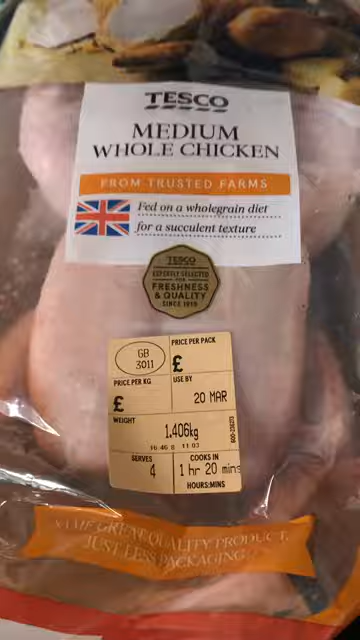 TESCO
MEDIUM
WHOLE CHICKEN
FROM TRUSTED FARMS
Fed on a wholegrain diet
for a succulent texture
TESCO
EXPERTLY SELECTED
FOR
FRESHNESS
& QUALITY
SINCE 1919
GB
3011
PRICE PER PACK
£
PRICE PER KG
£
USE BY
20 MAR
WEIGHT
1.406kg
SERVES
4
COOKS IN
1 hr 20 mins
HOURS:MINS
SAME GREAT QUALITY PRODUCT,
JUST LESS PACKAGING